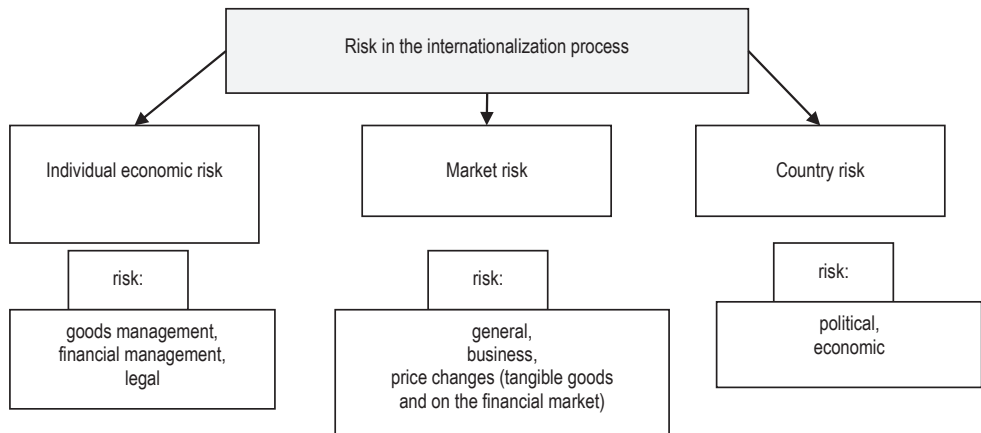 Risk in the internationalization process
Individual economic risk
Market risk
Country risk
risk:
goods management,
financial management,
legal
risk:
general,
business,
price changes (tangible goods
and on the financial market)
risk:
political,
economic